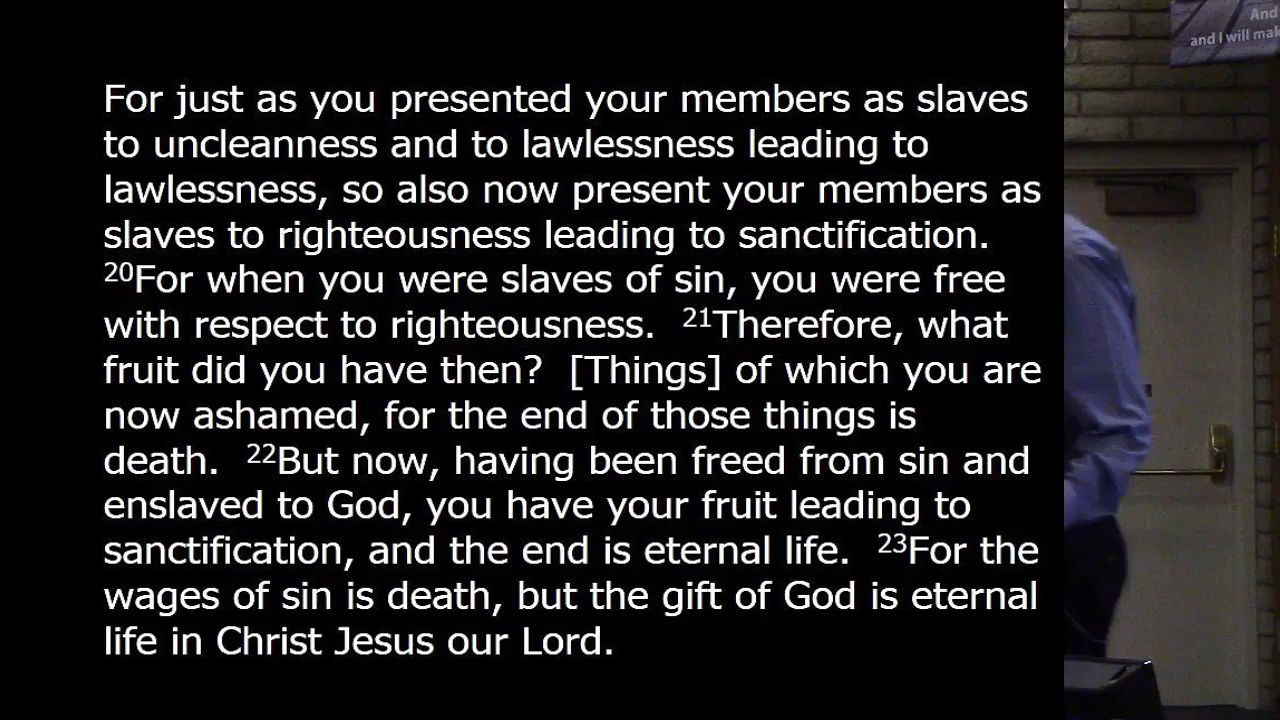 For just as you presented your members as slaves
to uncleanness and to lawlessness leading to
lawlessness, so also now present your members as
slaves to righteousness leading to sanctification.
20For when you were slaves of sin, you were free
with respect to righteousness. 21Therefore, what
fruit did you have then? [Things] of which you are
now ashamed, for the end of those things is
death. 22But now, having been freed from sin and
enslaved to God, you have your fruit leading to
sanctification, and the end is eternal life. 23For the
wages of sin is death, but the gift of God is eternal
life in Christ Jesus our Lord.
And
and I will mak